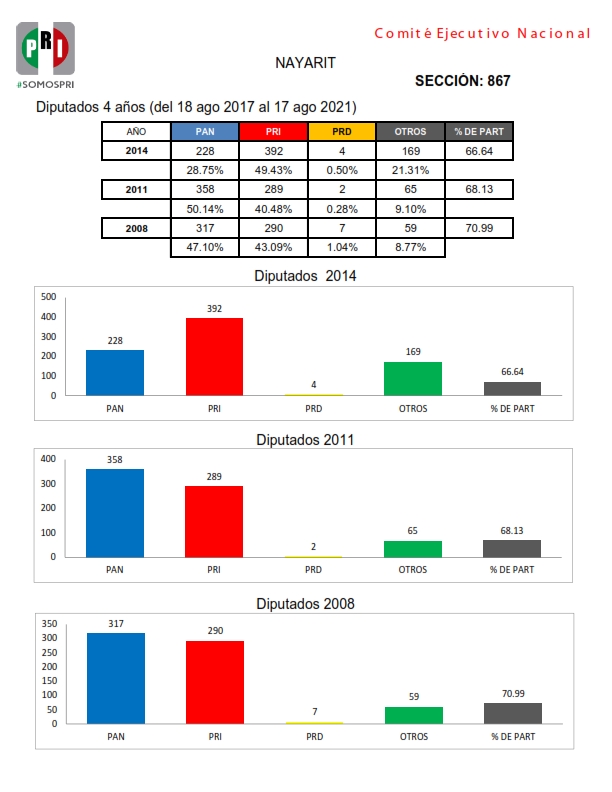 PRI
#SOMOSPRI
Comité Ejecutivo Nacional
NAYARIT
SECCIÓN: 867
Diputados 4 años (del 18 ago 2017 al 17 ago 2021)
AÑO PAN PRI PRD OTROS % DE PART
2014 228 392 4 169 66.64
28.75% 49.43% 0.50% 21.31%
2011 358 289 2 65 68.13
50.14% 40.48% 0.28% 9.10%
2008 317 290 7 59 70.99
47.10% 43.09% 1.04% 8.77%
Diputados 2014
500
400
300
200
100
0
228 392 4 169 66.64
PAN PRI PRD OTROS % DE PART
Diputados 2011
400
300
200
100
0
358 289 2 65 68.13
PAN PRI PRD OTROS % DE PART
Diputados 2008
350
300
250
200
150
100
50
0
317 290 7 59 70.99
PAN PRI PRD OTROS % DE PART